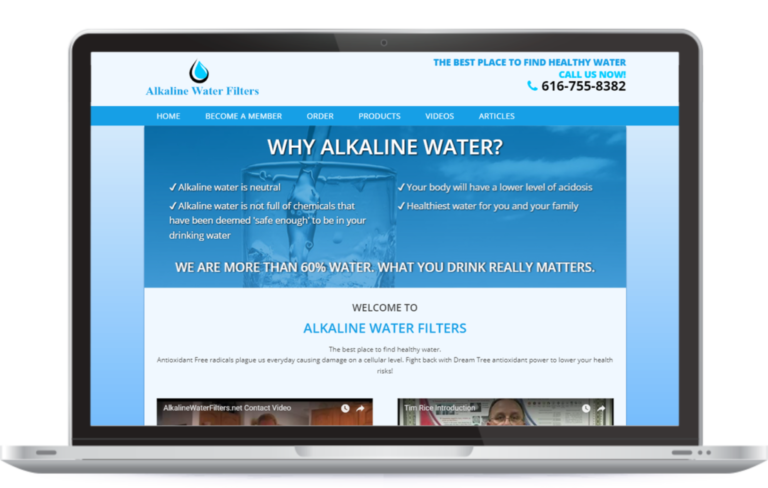 Alkaline Water Filters
THE BEST PLACE TO FIND HEALTHY WATER
CALL US NOW!
616-755-8382
HOME BECOME A MEMBER ORDER PRODUCTS VIDEOS ARTICLES
WHY ALKALINE WATER?
✓ Alkaline water is neutral
✓ Alkaline water is not full of chemicals that
have been deemed 'safe enough' to be in your
drinking water
✓ Your body will have a lower level of acidosis
✓ Healthiest water for you and your family
WE ARE MORE THAN 60% WATER. WHAT YOU DRINK REALLY MATTERS.
WELCOME TO
ALKALINE WATER FILTERS
The best place to find healthy water.
Antioxidant Free radicals plague us everyday causing damage on a cellular level. Fight back with Dream Tree antioxidant power to lower your health
risks!
AlkalineWaterFilters.net Contact Video
Tim Rice Introduction